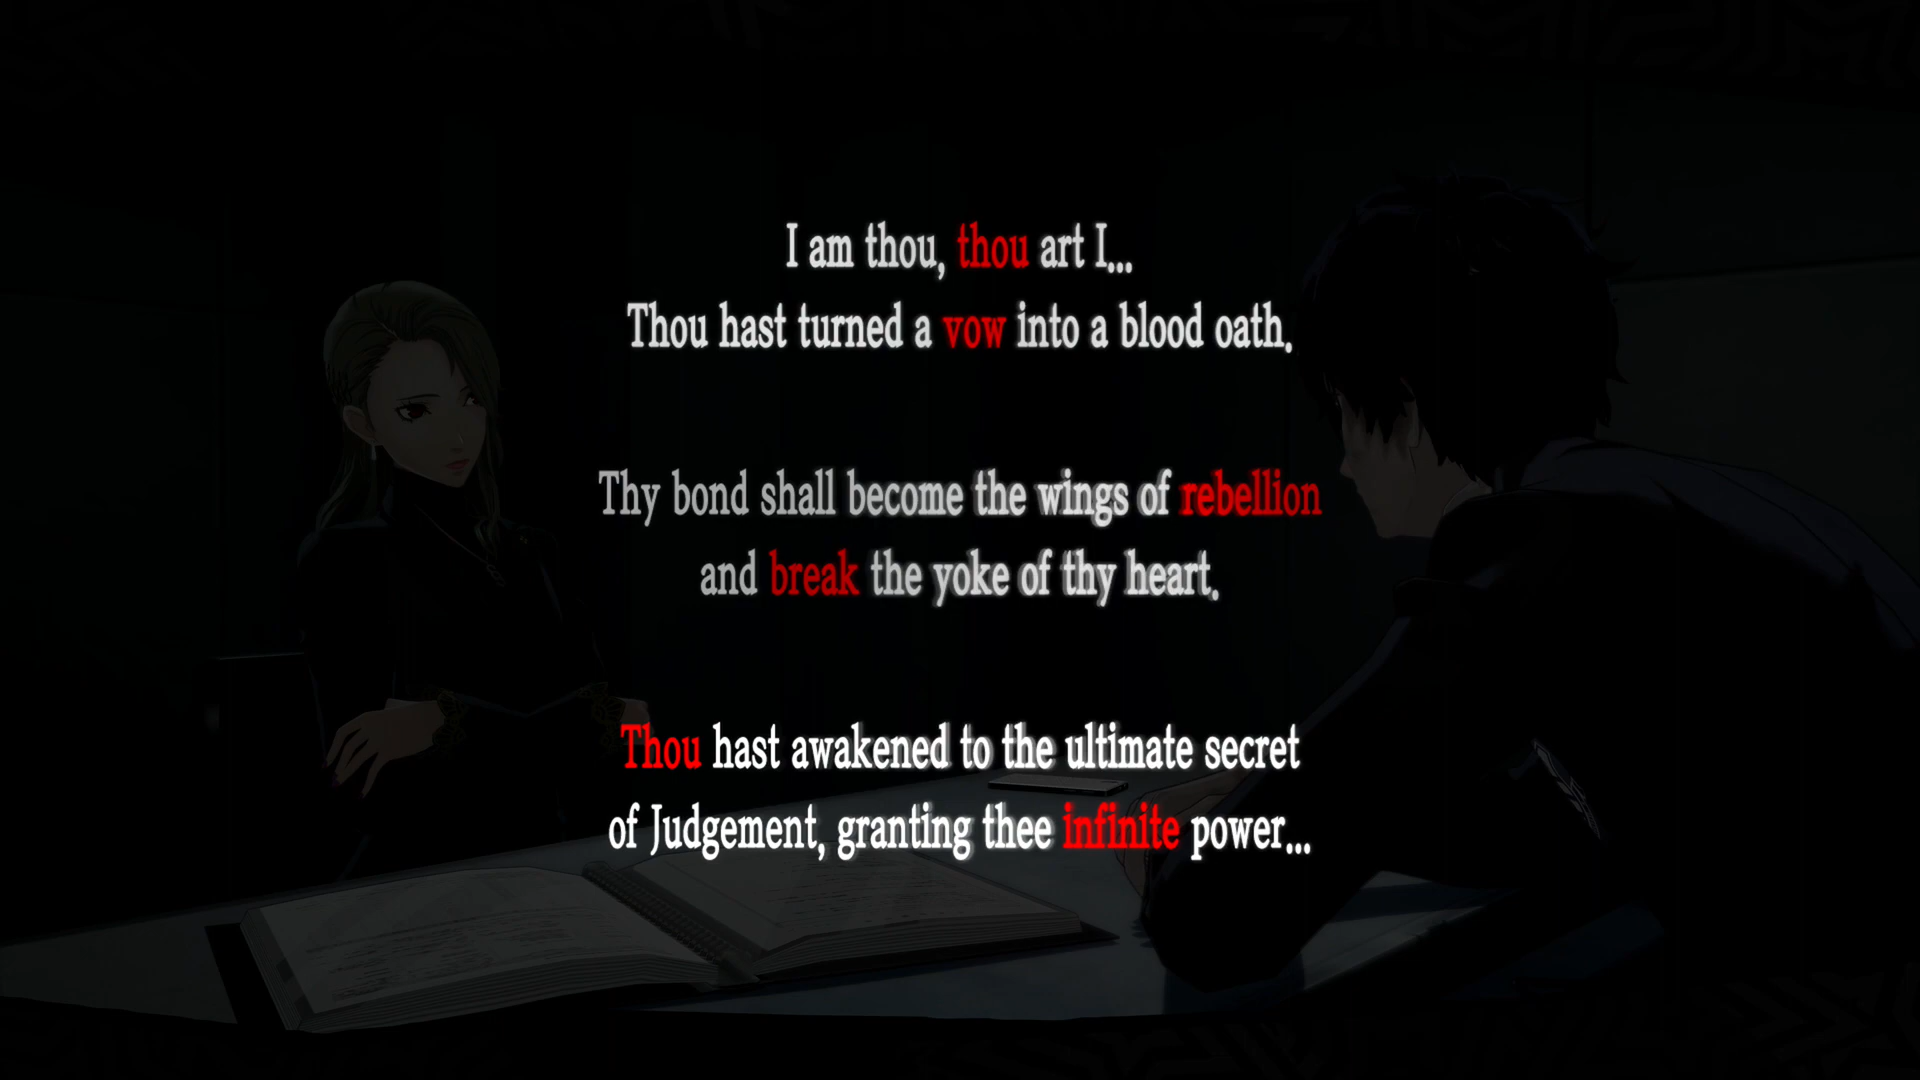 I am thou, thou art I...
Thou hast turned a vow into a blood oath.
Thy bond shall become the wings of rebellion
and break the yoke of thy heart.
Thou hast awakened to the ultimate secret
of Judgement, granting thee infinite power...